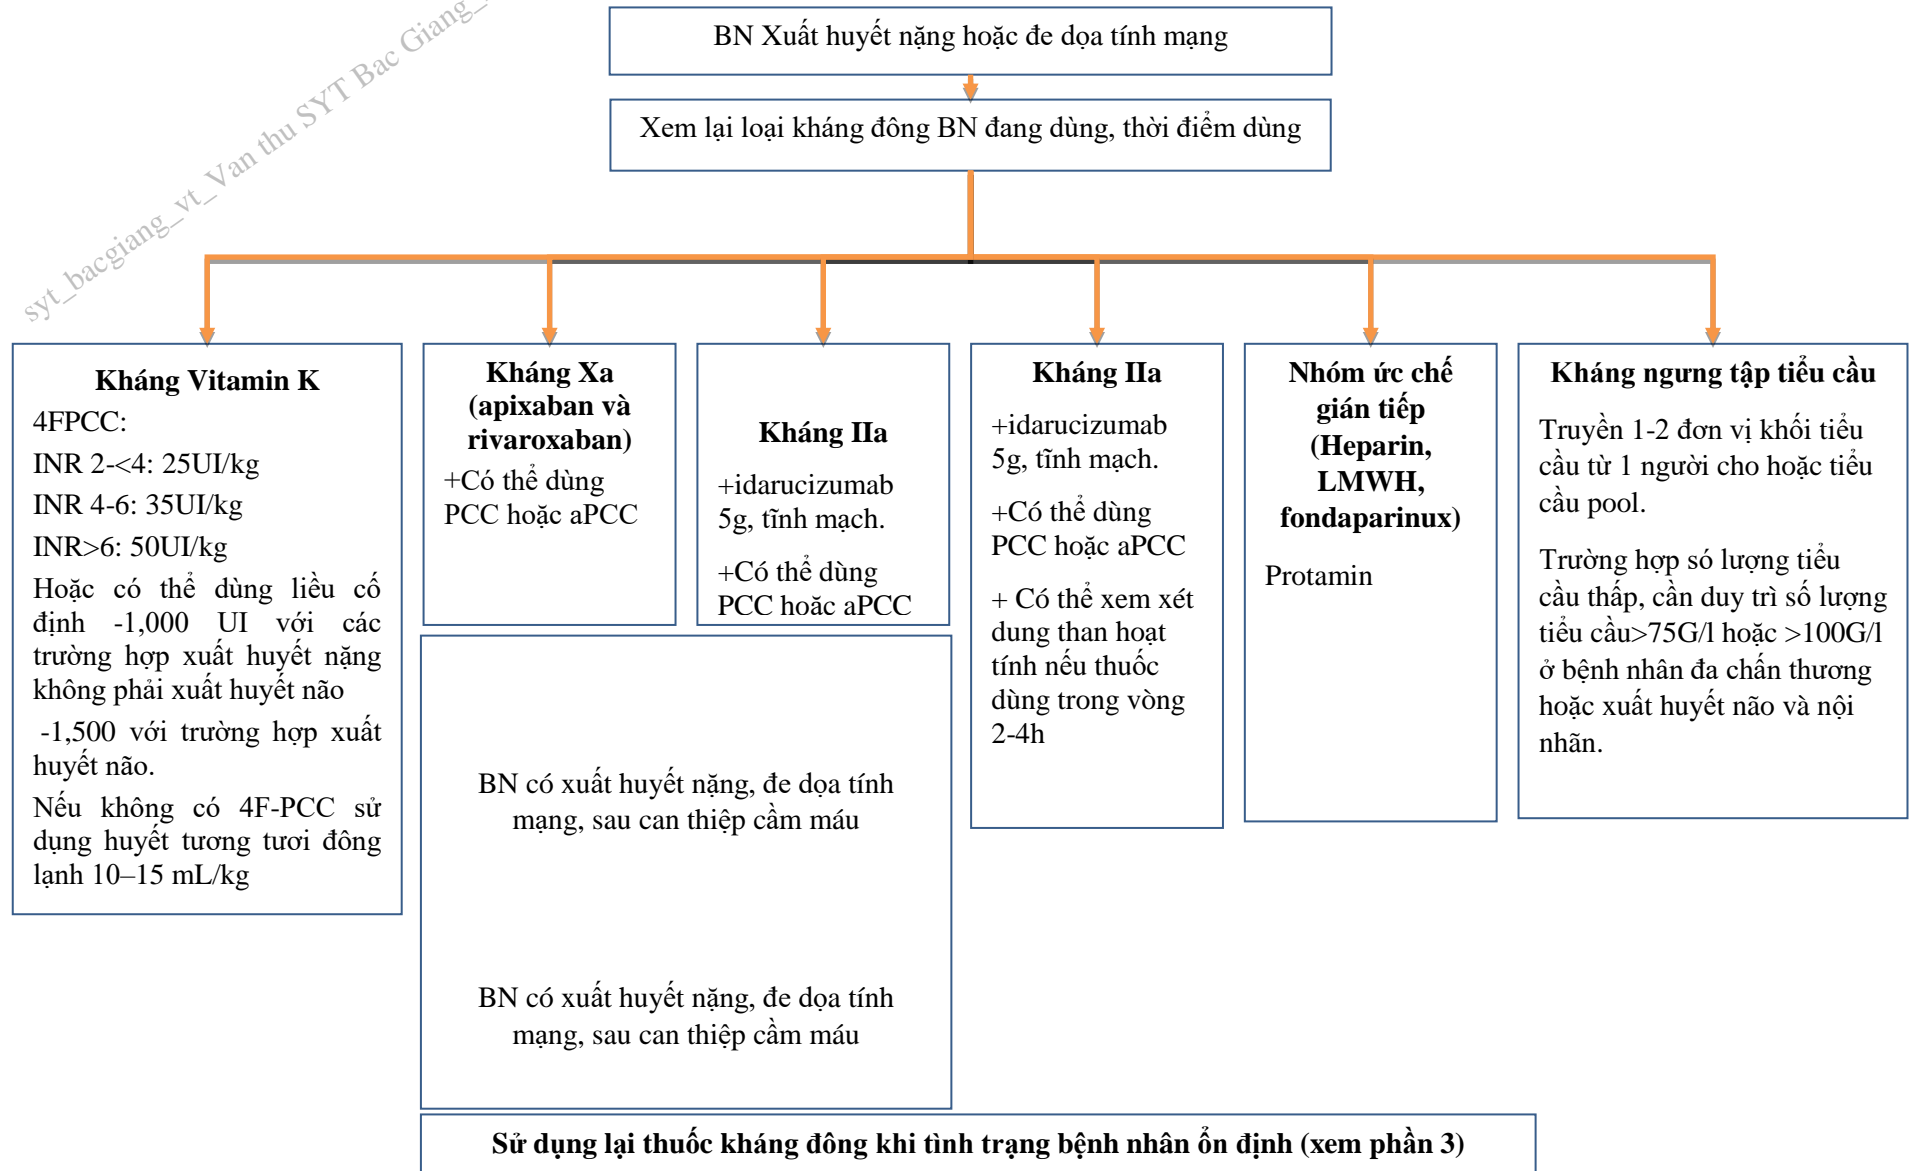 syt_bacgiang_vt_Van thu SYT Bac Giang_
BN Xuất huyết nặng hoặc đe dọa tính mạng
Xem lại loại kháng đông BN đang dùng, thời điểm dùng
Kháng Vitamin K
4FPCC:
INR 2-<4: 25UI/kg
INR 4-6: 35UI/kg
INR>6: 50UI/kg
Hoặc có thể dùng liều cố
định -1,000 UI với các
trường hợp xuất huyết nặng
không phải xuất huyết não
-1,500 với trường hợp xuất
huyết não.
Nếu không có 4F-PCC sử
dụng huyết tương tươi đông
lạnh 10–15 mL/kg
Kháng Xa
(apixaban và
rivaroxaban)
+Có thể dùng
PCC hoặc aPCC
Kháng IIa
+idarucizumab
5g, tĩnh mạch.
+Có thể dùng
PCC hoặc aPCC
Kháng IIa
+idarucizumab
5g, tĩnh mạch.
+Có thể dùng
PCC hoặc aPCC
+ Có thể xem xét
dung than hoạt
tính nếu thuốc
dùng trong vòng
2-4h
Nhóm ức chế
gián tiếp
(Heparin,
LMWH,
fondaparinux)
Protamin
Kháng ngưng tập tiểu cầu
Truyền 1-2 đơn vị khối tiểu
cầu từ 1 người cho hoặc tiểu
cầu pool.
Trường hợp só lượng tiểu
cầu thấp, cần duy trì số lượng
tiểu cầu>75G/l hoặc >100G/l
ở bệnh nhân đa chấn thương
hoặc xuất huyết não và nội
nhãn.
BN có xuất huyết nặng, đe dọa tính
mạng, sau can thiệp cầm máu
BN có xuất huyết nặng, đe dọa tính
mạng, sau can thiệp cầm máu
Sử dụng lại thuốc kháng đông khi tình trạng bệnh nhân ổn định (xem phần 3)